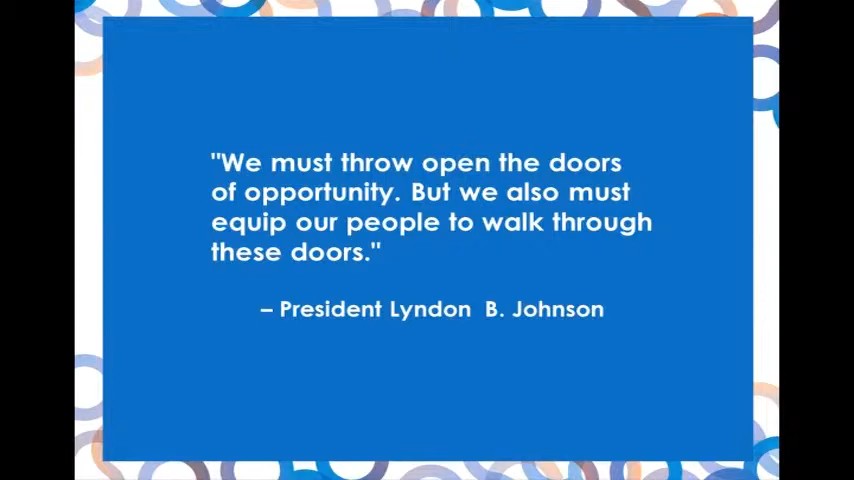 "We must throw open the doors
of opportunity. But we also must
equip our people to walk through
these doors."
– President Lyndon B. Johnson